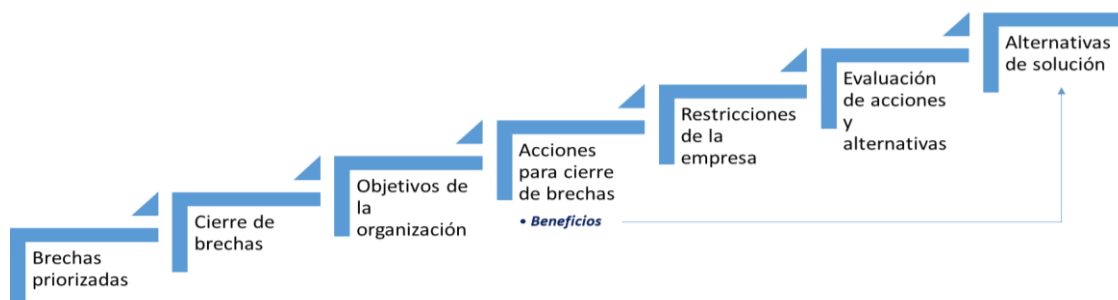 Brechas
priorizadas
Cierre de
brechas
Objetivos de
la
organización
Acciones
para cierre
de brechas
• Beneficios
Restricciones
de la
empresa
Evaluación
de acciones
y
alternativas
Alternativas
de solución